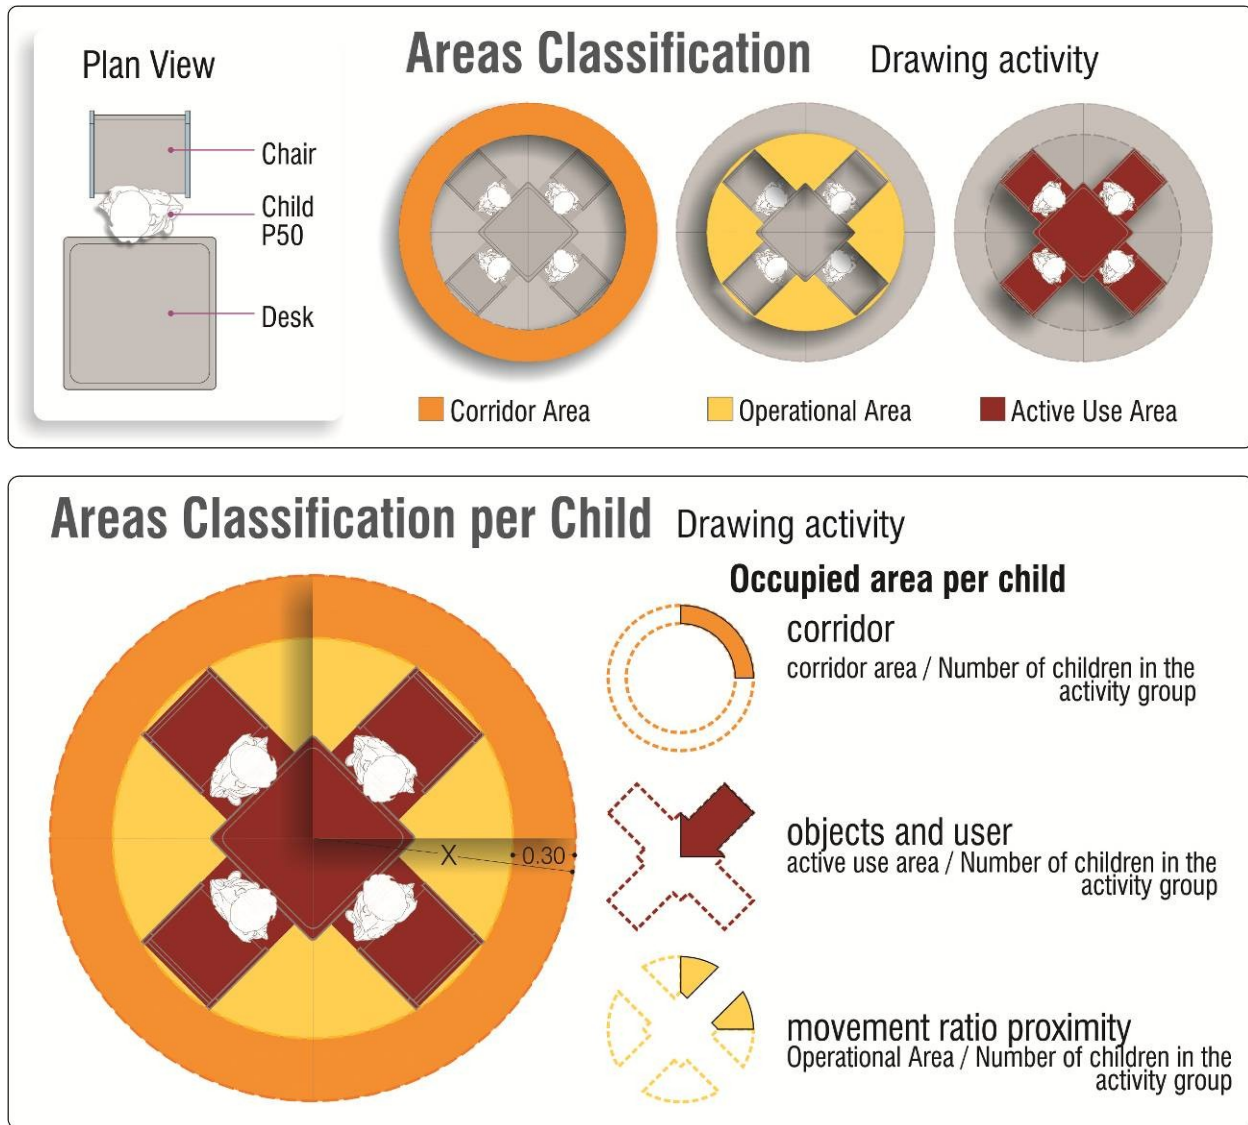 Plan View
Chair
Child
P50
Desk
Areas Classification Drawing activity
Corridor Area
Operational Area
Active Use Area
Areas Classification per Child Drawing activity
X
0.30
Occupied area per child
corridor
corridor area / Number of children in the
activity group
objects and user
active use area / Number of children in the
activity group
movement ratio proximity
Operational Area / Number of children in the
activity group